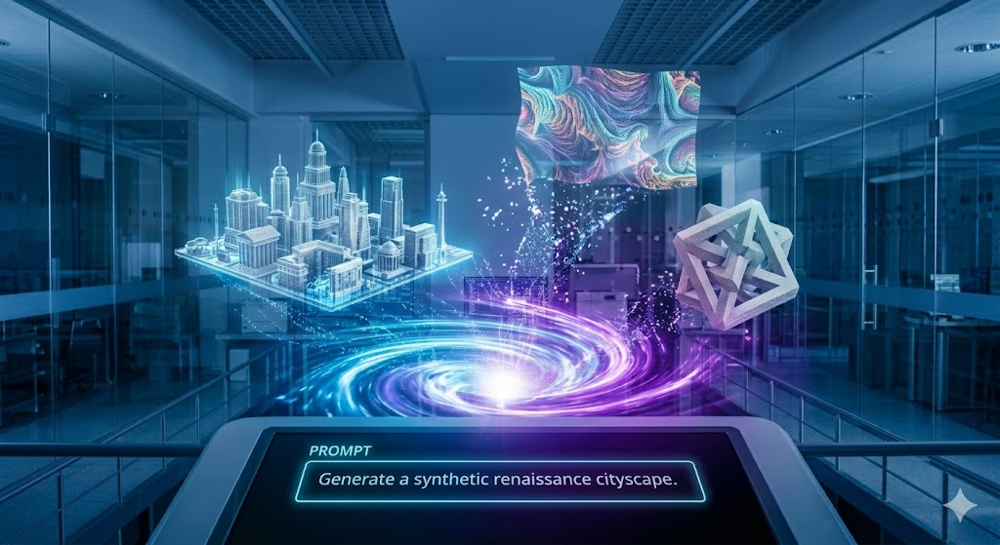 PROMPT
Generate a synthetic renaissance cityscape.